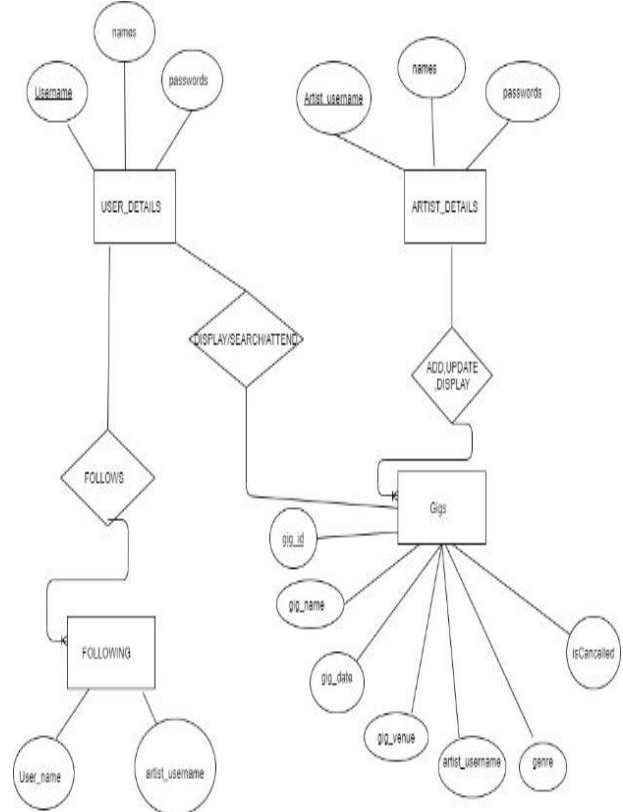 names
names
Username
passwords
Artist_username
passwords
USER_DETAILS
ARTIST_DETAILS
DISPLAY/SEARCH/ATTEND
ADD,UPDATE
,DISPLAY
FOLLOWS
Gigs
gig_id
gig_name
FOLLOWING
isCancelled
gig_date
gig_venue
User_name
artist_username
artist_username
genre